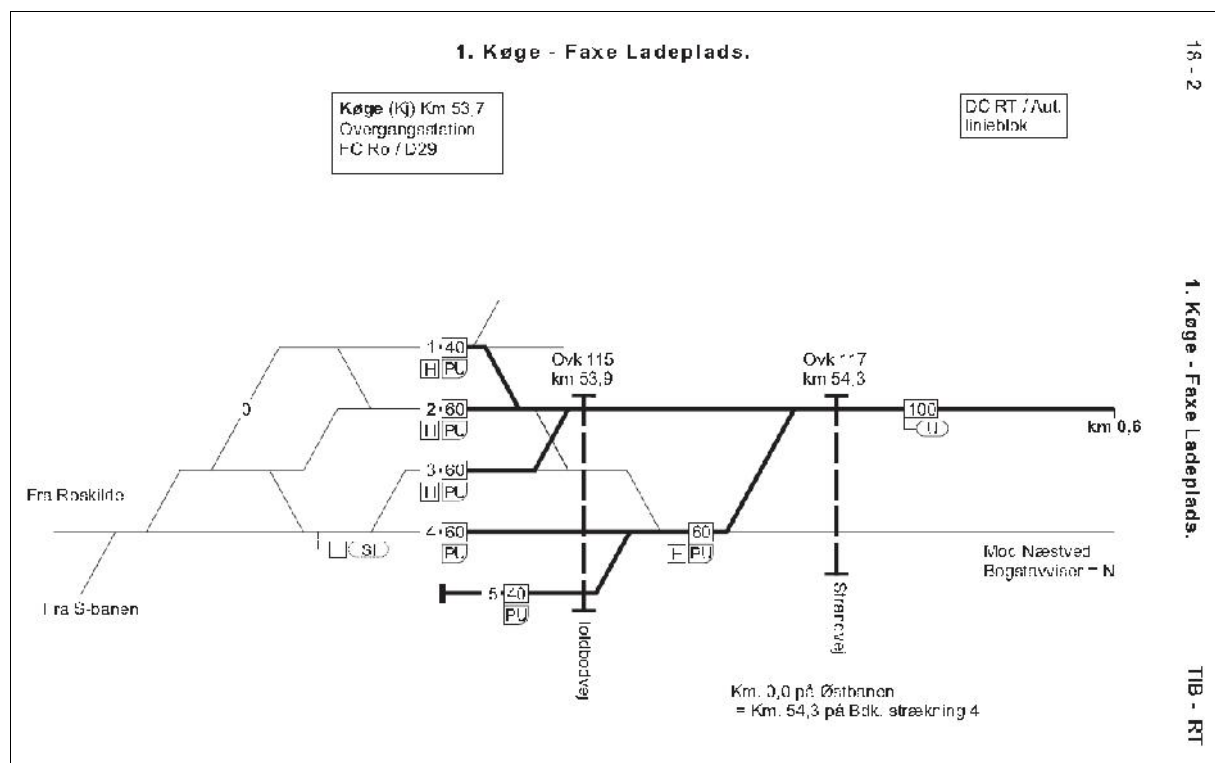 1. Køge - Faxe Ladeplads.
18 - 2
Køge (Kj) Km 53,7
Overgangsstation
FC Ro / D29
DC RT / Aut.
linieblok
1. Køge - Faxe Ladeplads.
1 40
H PU
Ovk 115
km 53,9
Ovk 117
km 54,3
2 60
PU
100
U
km 0,6
3 60
PU
Fra Roskilde
4 60
PU
SI
60
PU
Mod Næstved
Bogstavviser = N
Fra S-banen
5 40
PU
Toldbodvej
Strandvej
Km. 0,0 på Østbanen
= Km. 54,3 på Bdk. strækning 4
TIB - RT